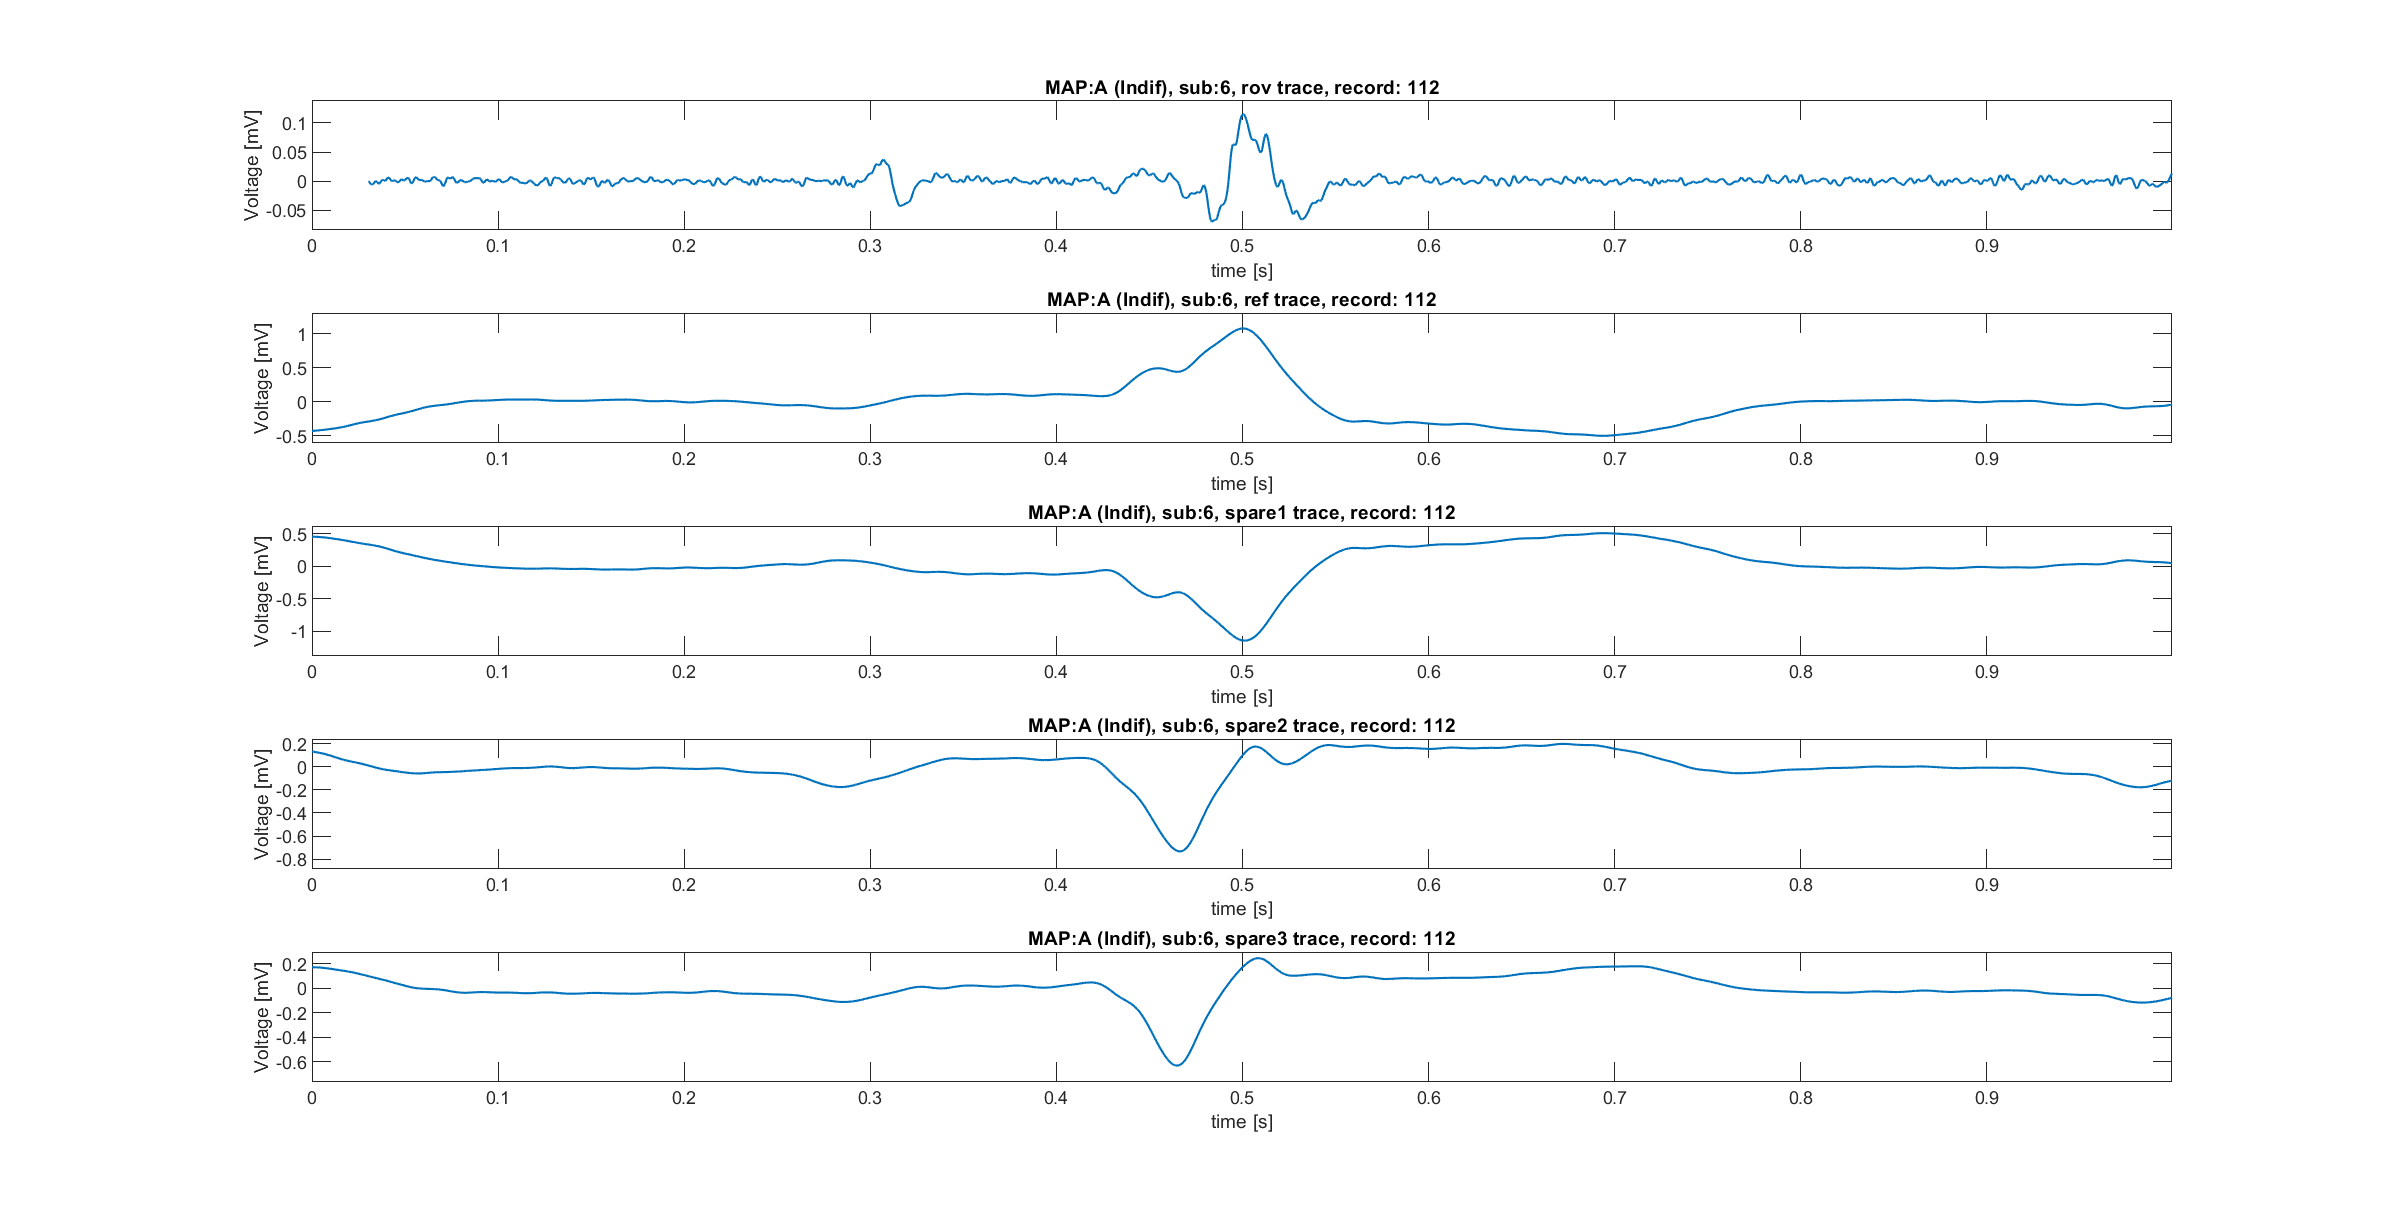 MAP:A (Indif), sub:6, rov trace, record: 112
Voltage [mV]
0.1
0.05
0
-0.05
0 0.1 0.2 0.3 0.4 0.5 0.6 0.7 0.8 0.9
time [s]
MAP:A (Indif), sub:6, ref trace, record: 112
Voltage [mV]
1
0.5
0
-0.5
0 0.1 0.2 0.3 0.4 0.5 0.6 0.7 0.8 0.9
time [s]
MAP:A (Indif), sub:6, spare1 trace, record: 112
Voltage [mV]
0.5
0
-0.5
-1
0 0.1 0.2 0.3 0.4 0.5 0.6 0.7 0.8 0.9
time [s]
MAP:A (Indif), sub:6, spare2 trace, record: 112
Voltage [mV]
0.2
0
-0.2
-0.4
-0.6
-0.8
0 0.1 0.2 0.3 0.4 0.5 0.6 0.7 0.8 0.9
time [s]
MAP:A (Indif), sub:6, spare3 trace, record: 112
Voltage [mV]
0.2
0
-0.2
-0.4
-0.6
0 0.1 0.2 0.3 0.4 0.5 0.6 0.7 0.8 0.9
time [s]